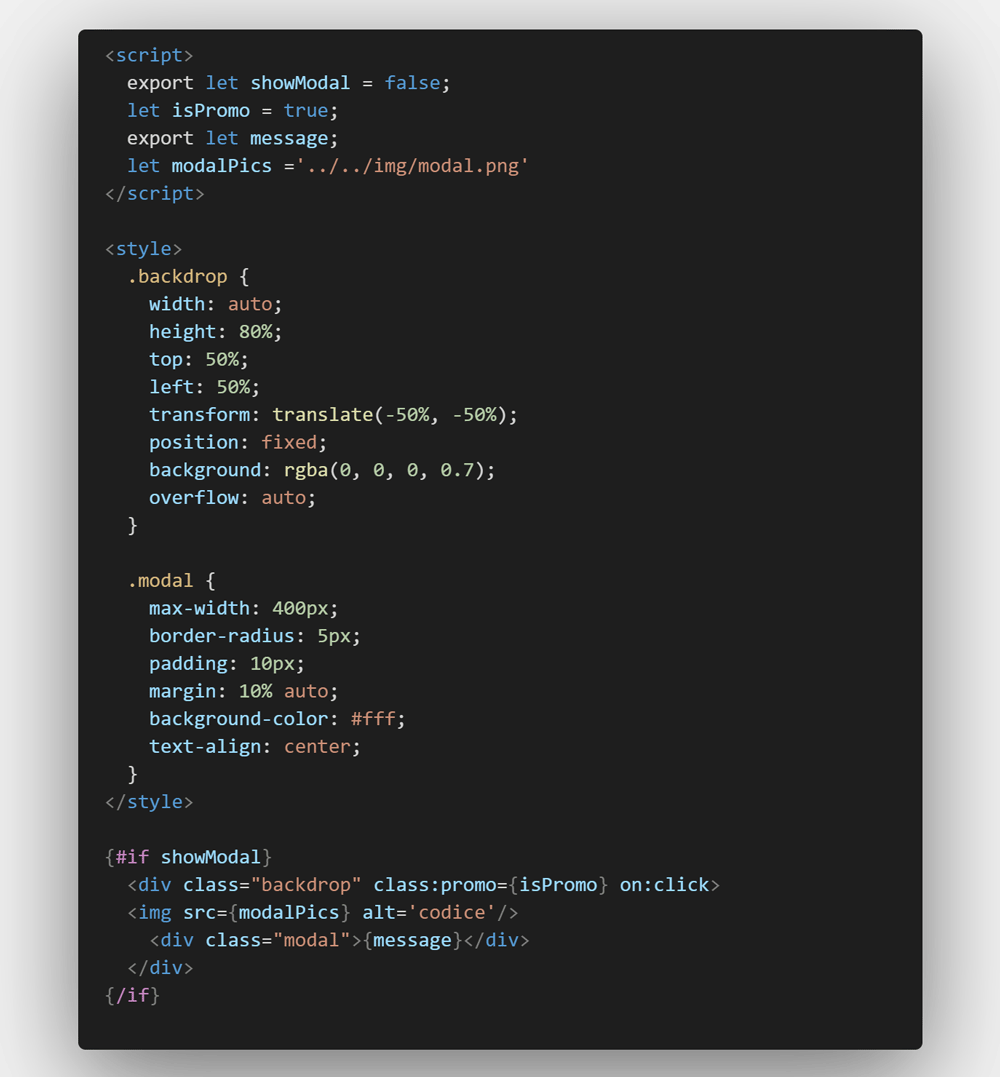 <script>
  export let showModal = false;
  let isPromo = true;
  export let message;
  let modalPics ='../../img/modal.png'
</script>

<style>
  .backdrop {
    width: auto;
    height: 80%;
    top: 50%;
    left: 50%;
    transform: translate(-50%, -50%);
    position: fixed;
    background: rgba(0, 0, 0, 0.7);
    overflow: auto;
  }

  .modal {
    max-width: 400px;
    border-radius: 5px;
    padding: 10px;
    margin: 10% auto;
    background-color: #fff;
    text-align: center;
  }
</style>

{#if showModal}
  <div class="backdrop" class:promo={isPromo} on:click>
  <img src={modalPics} alt='codice'/>
    <div class="modal">{message}</div>
  </div>
{/if}